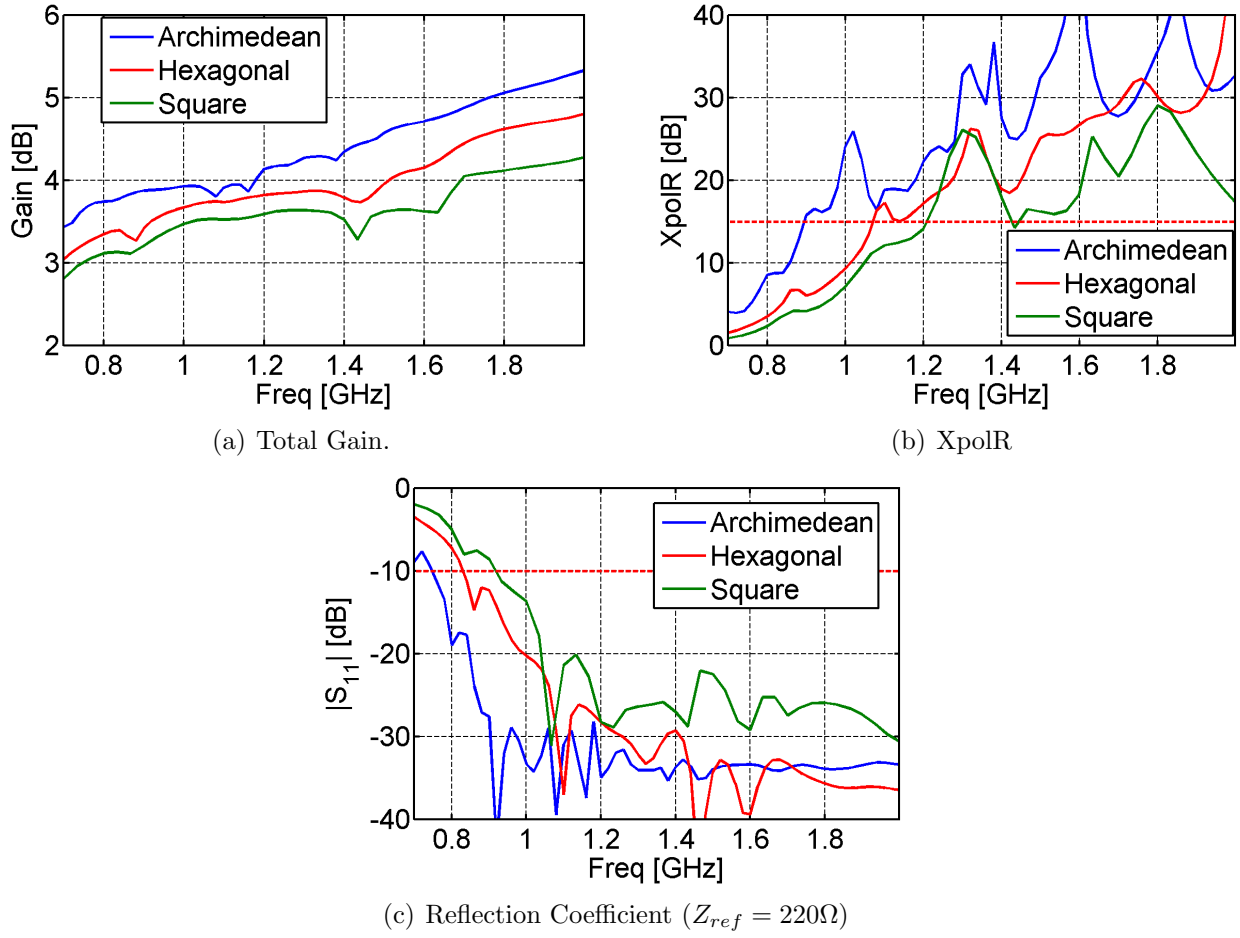 6
5
4
3
2
Gain [dB]
Archimedean
Hexagonal
Square
0.8 1 1.2 1.4 1.6 1.8
Freq [GHz]
(a) Total Gain.
40
30
20
10
0
XpolR [dB]
Archimedean
Hexagonal
Square
0.8 1 1.2 1.4 1.6 1.8
Freq [GHz]
(b) XpolR
0
-10
-20
-30
-40
|S₁₁| [dB]
Archimedean
Hexagonal
Square
0.8 1 1.2 1.4 1.6 1.8
Freq [GHz]
(c) Reflection Coefficient (Z_ref = 220Ω)